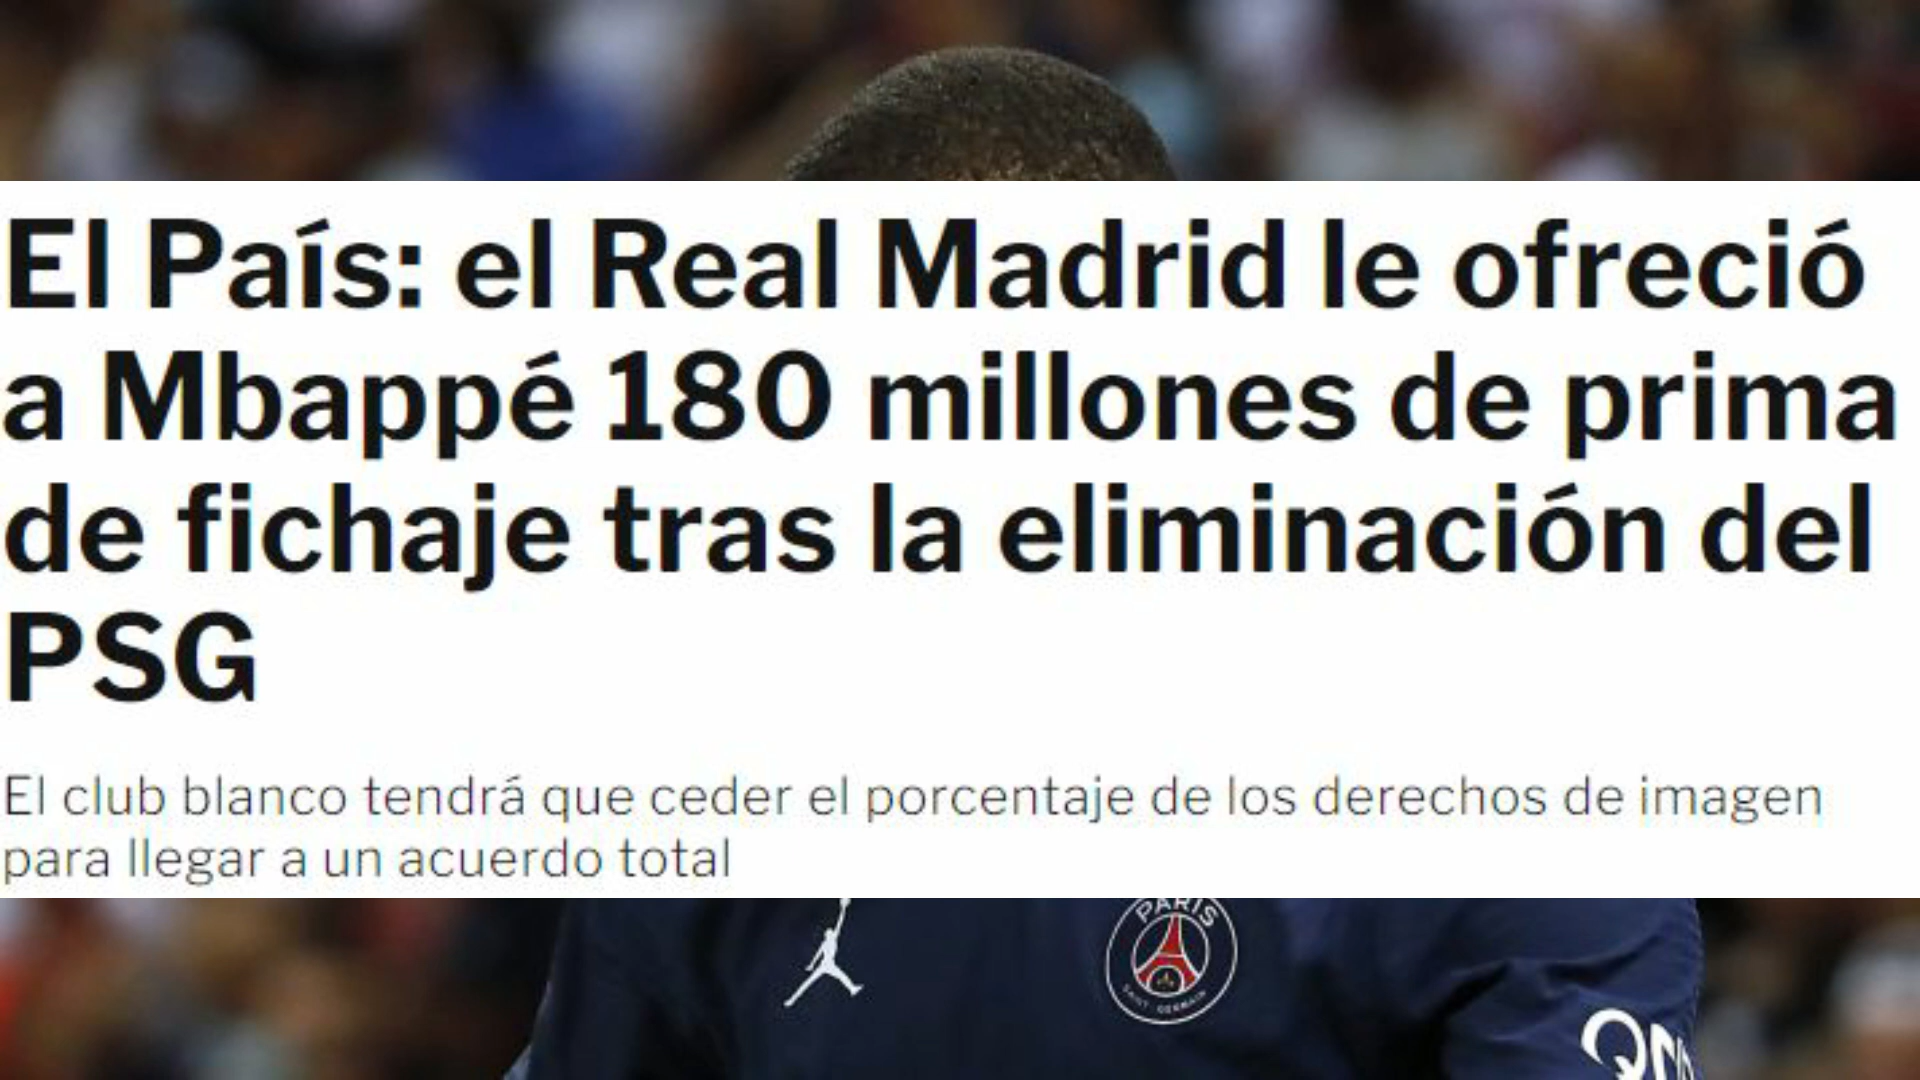 El País: el Real Madrid le ofreció
a Mbappé 180 millones de prima
de fichaje tras la eliminación del
PSG
El club blanco tendrá que ceder el porcentaje de los derechos de imagen
para llegar a un acuerdo total
PARIS
SAINT-GERMAIN